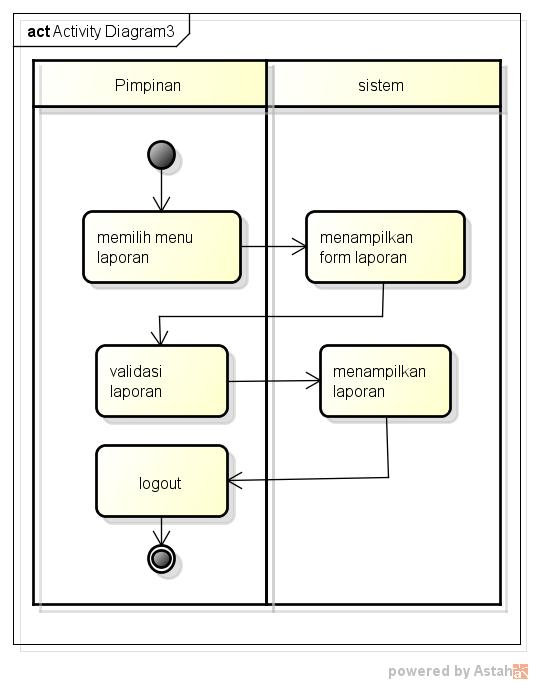 act Activity Diagram3
Pimpinan
sistem
memilih menu
laporan
menampilkan
form laporan
validasi
laporan
menampilkan
laporan
logout
powered by Astah